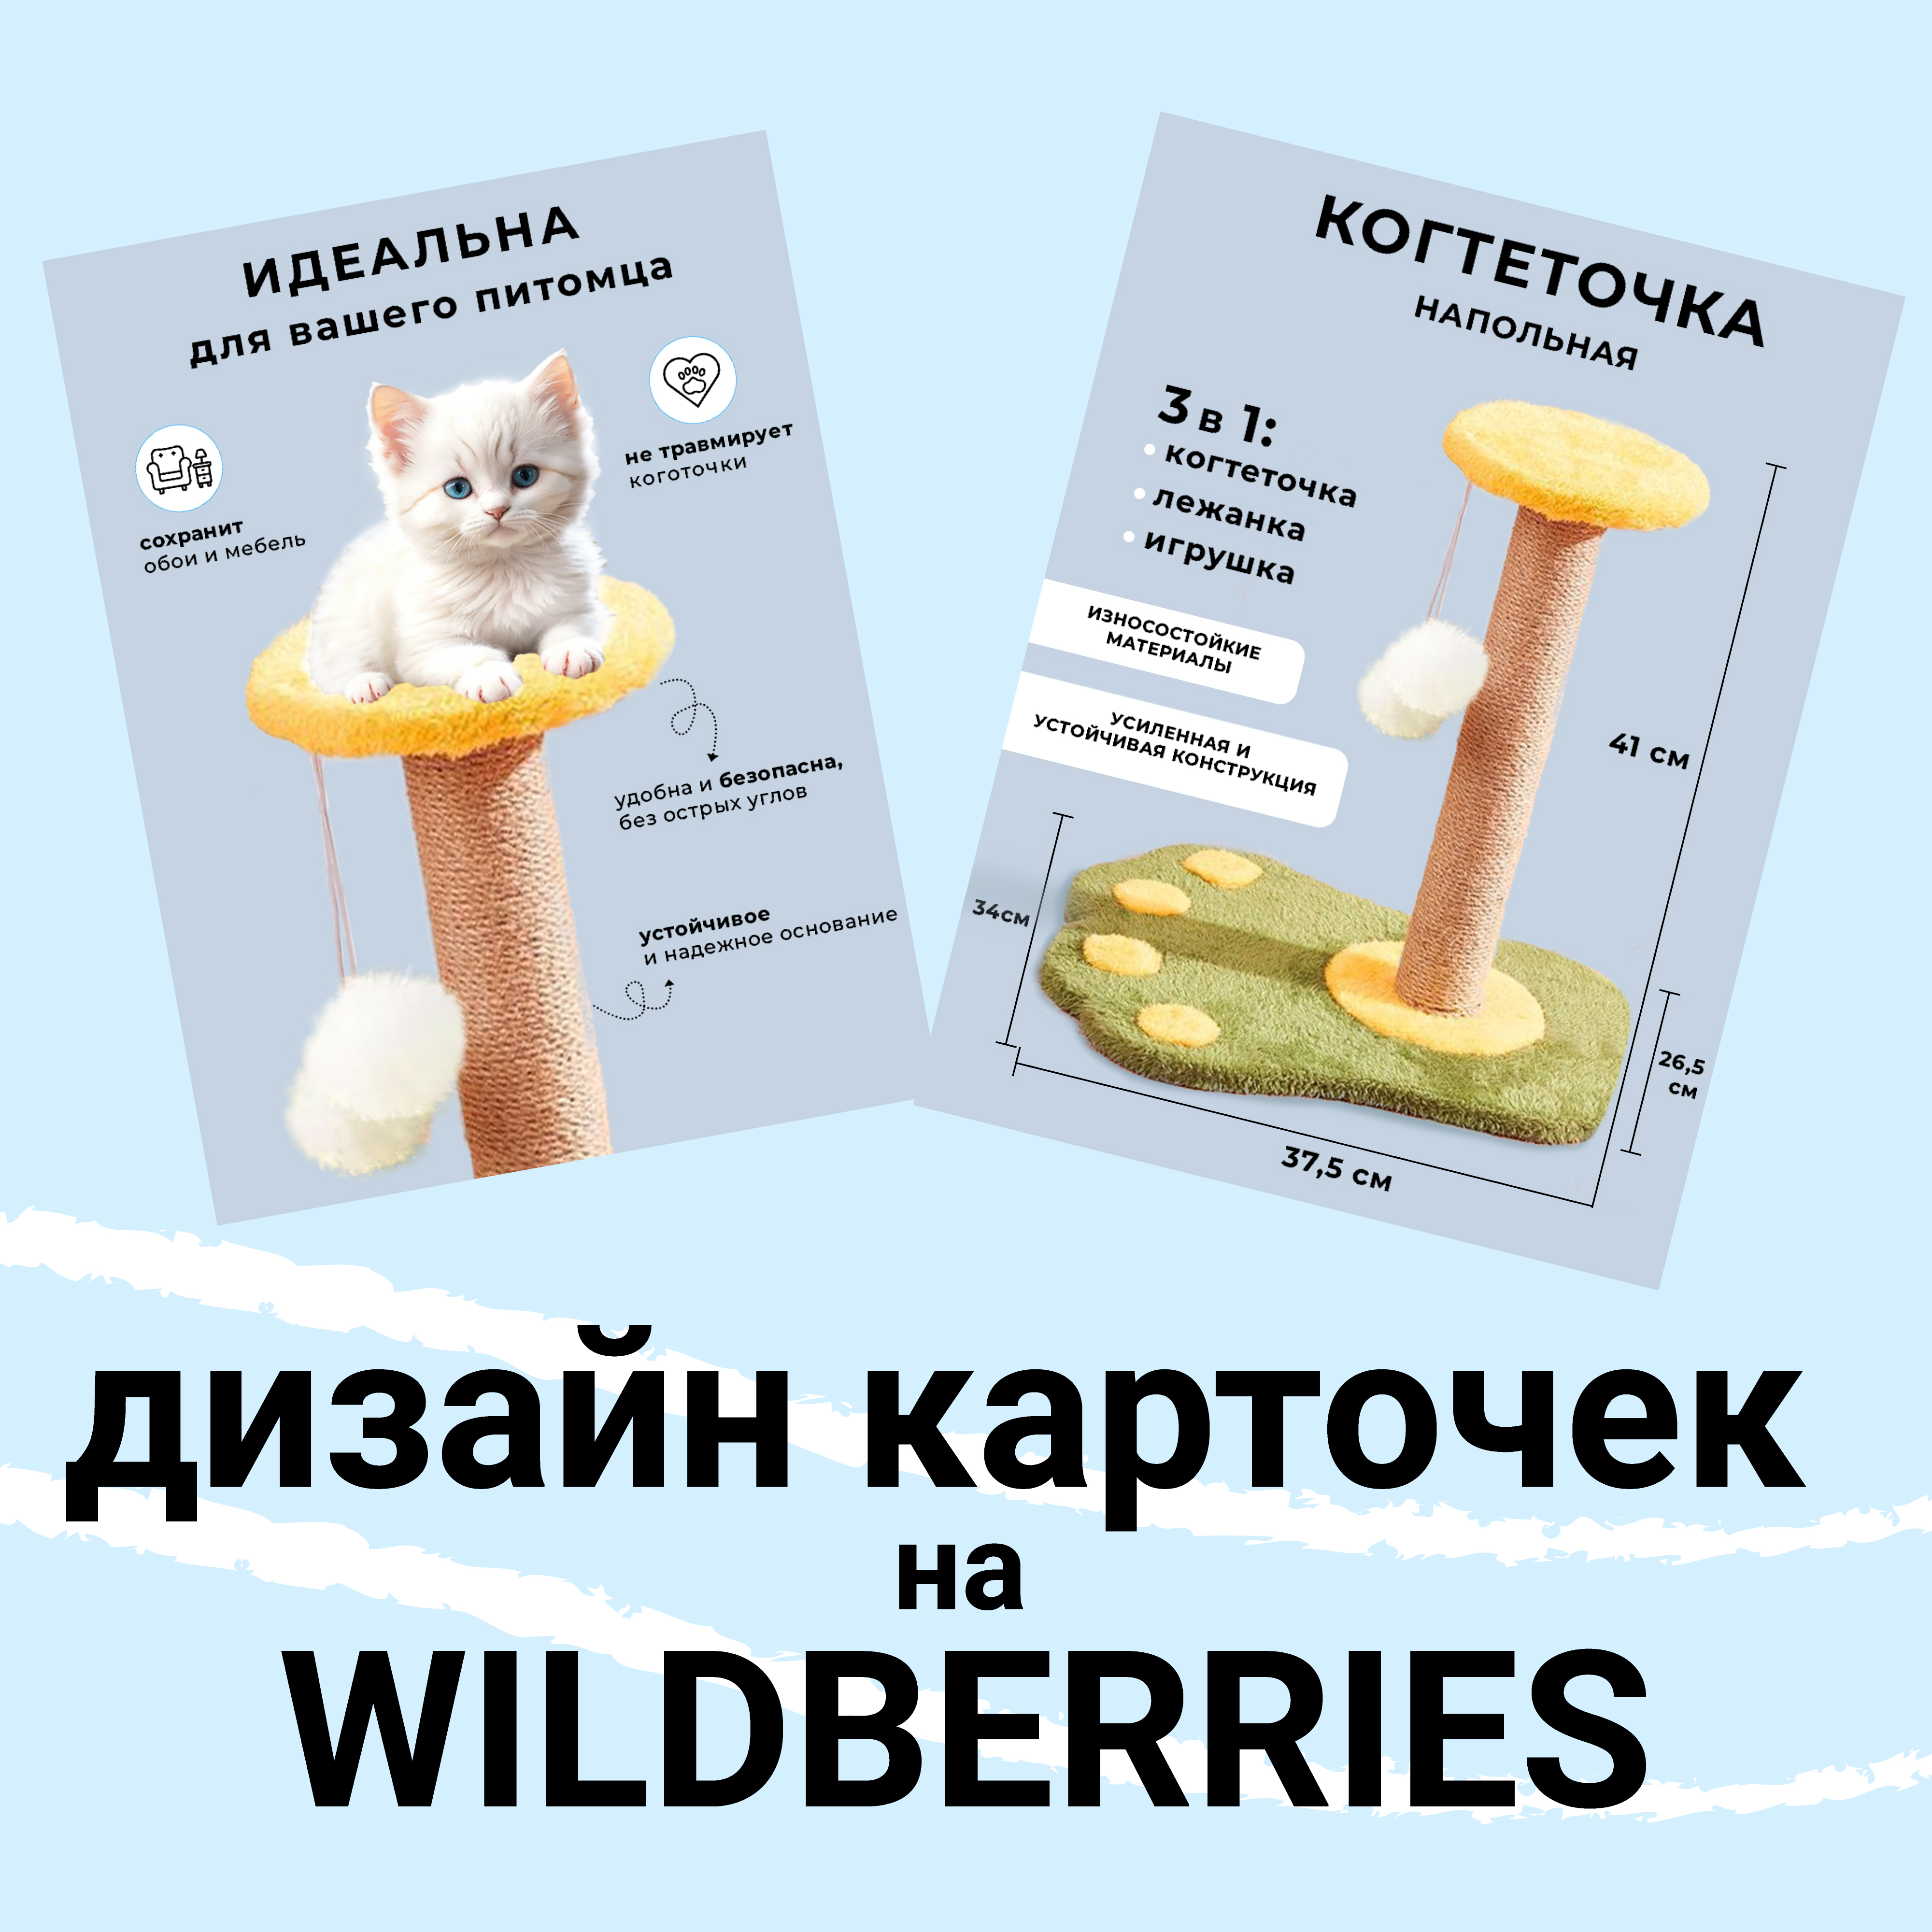 ИДЕАЛЬНА
для вашего питомца
не травмирует
коготочки
сохранит
обои и мебель
удобна и безопасна,
без острых углов
устойчивое
и надежное основание
КОГТЕТОЧКА
НАПОЛЬНАЯ
3 в 1:
• когтеточка
• лежанка
• игрушка
ИЗНОСОСТОЙКИЕ
МАТЕРИАЛЫ
УСИЛЕННАЯ И
УСТОЙЧИВАЯ КОНСТРУКЦИЯ
41 см
34см
26,5
см
37,5 см
дизайн карточек
на
WILDBERRIES